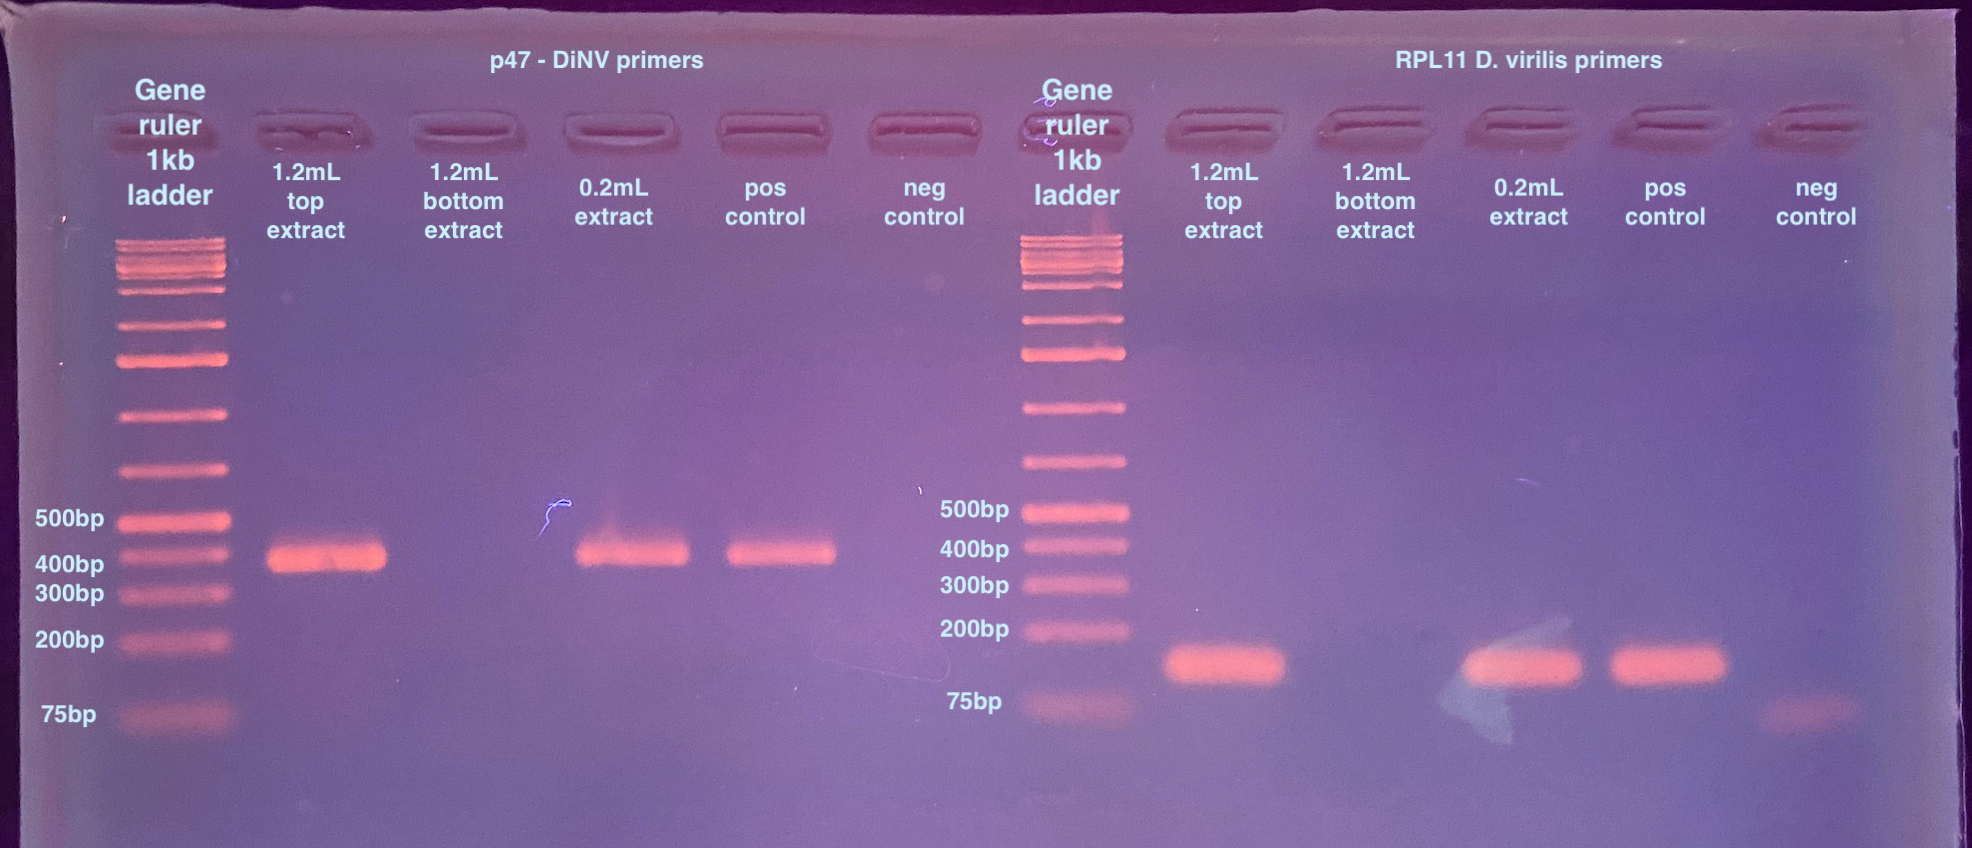 p47 - DiNV primers
RPL11 D. virilis primers
Gene
ruler
1kb
ladder
1.2mL
top
extract
1.2mL
bottom
extract
0.2mL
extract
pos
control
neg
control
Gene
ruler
1kb
ladder
1.2mL
top
extract
1.2mL
bottom
extract
0.2mL
extract
pos
control
neg
control
500bp
400bp
300bp
200bp
75bp
500bp
400bp
300bp
200bp
75bp